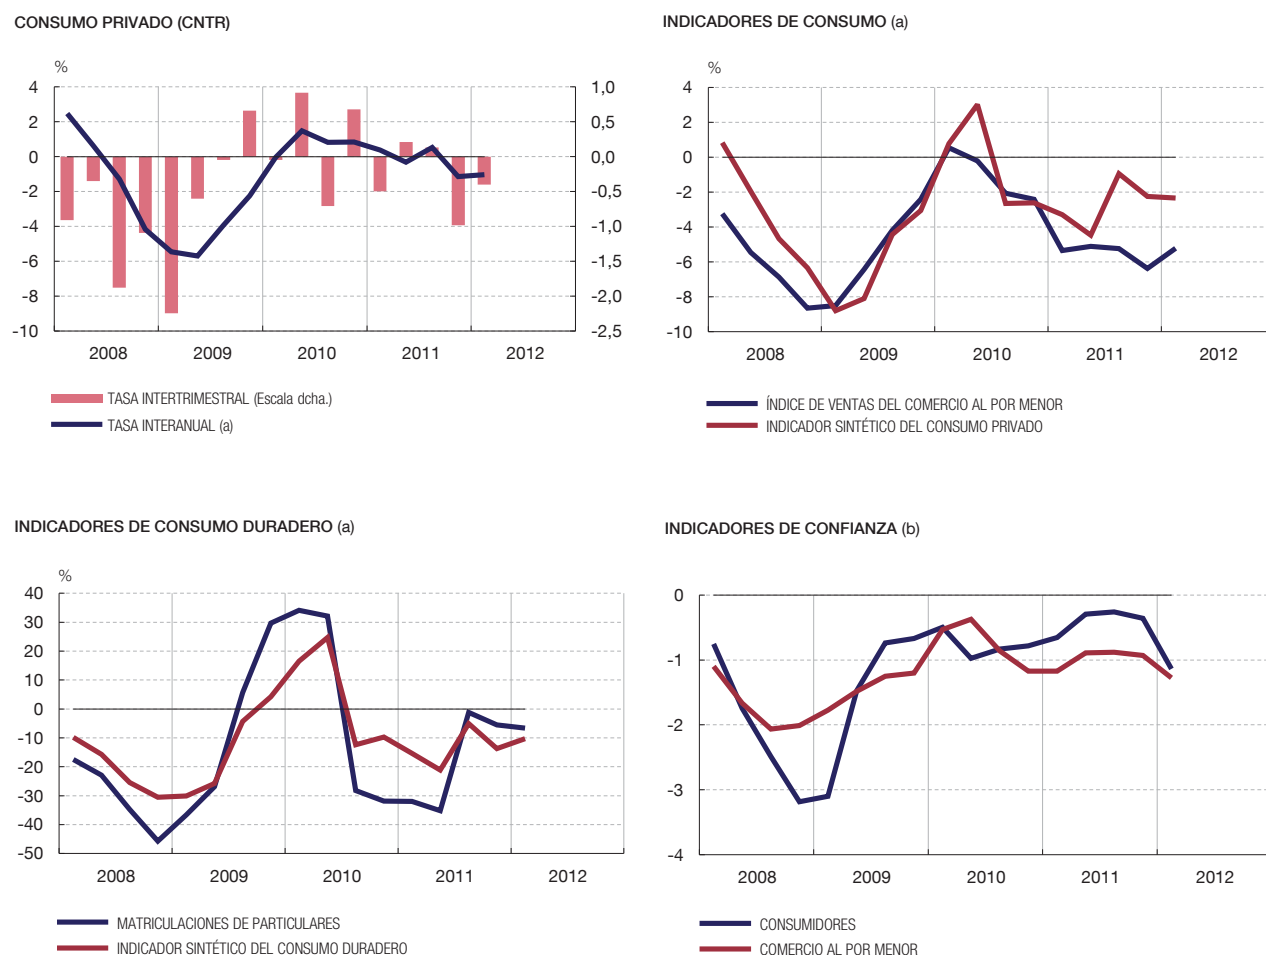 CONSUMO PRIVADO (CNTR)
%
4
2
0
-2
-4
-6
-8
-10
1,0
0,5
0,0
-0,5
-1,0
-1,5
-2,0
-2,5
2008 2009 2010 2011 2012
TASA INTERTRIMESTRAL (Escala dcha.)
TASA INTERANUAL (a)
INDICADORES DE CONSUMO (a)
%
4
2
0
-2
-4
-6
-8
-10
2008 2009 2010 2011 2012
ÍNDICE DE VENTAS DEL COMERCIO AL POR MENOR
INDICADOR SINTÉTICO DEL CONSUMO PRIVADO
INDICADORES DE CONSUMO DURADERO (a)
%
40
30
20
10
0
-10
-20
-30
-40
-50
2008 2009 2010 2011 2012
MATRICULACIONES DE PARTICULARES
INDICADOR SINTÉTICO DEL CONSUMO DURADERO
INDICADORES DE CONFIANZA (b)
0
-1
-2
-3
-4
2008 2009 2010 2011 2012
CONSUMIDORES
COMERCIO AL POR MENOR